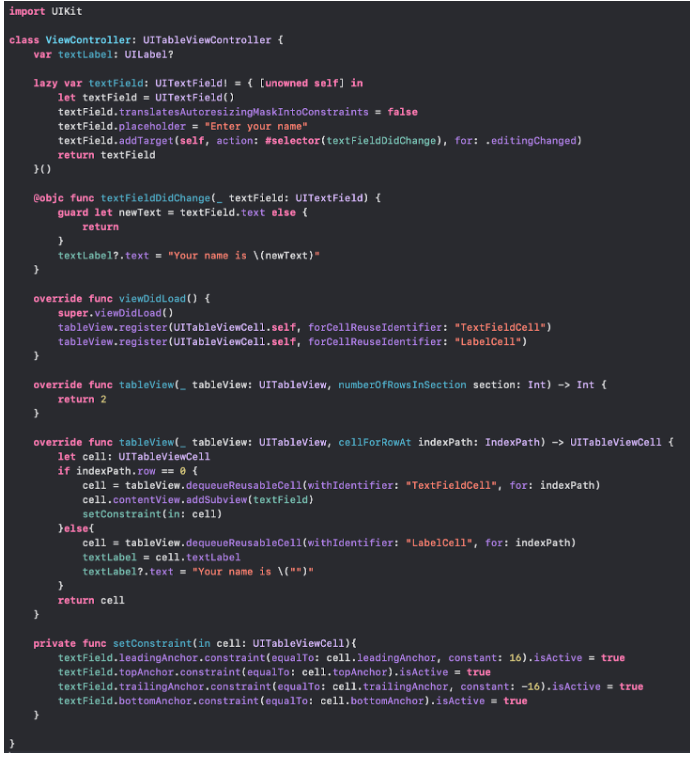 import UIKit
class ViewController: UITableViewController {
var textLabel: UILabel?
lazy var textField: UITextField! = { [unowned self] in
let textField = UITextField()
textField.translatesAutoresizingMaskIntoConstraints = false
textField.placeholder = "Enter your name"
textField.addTarget(self, action: #selector(textFieldDidChange), for: .editingChanged)
return textField
}()
@objc func textFieldDidChange(_ textField: UITextField) {
guard let newText = textField.text else {
return
}
textLabel?.text = "Your name is \(newText)"
}
override func viewDidLoad() {
super.viewDidLoad()
tableView.register(UITableViewCell.self, forCellReuseIdentifier: "TextFieldCell")
tableView.register(UITableViewCell.self, forCellReuseIdentifier: "LabelCell")
}
override func tableView(_ tableView: UITableView, numberOfRowsInSection section: Int) -> Int {
return 2
}
override func tableView(_ tableView: UITableView, cellForRowAt indexPath: IndexPath) -> UITableViewCell {
let cell: UITableViewCell
if indexPath.row == 0 {
cell = tableView.dequeueReusableCell(withIdentifier: "TextFieldCell", for: indexPath)
cell.contentView.addSubview(textField)
setConstraint(in: cell)
}else{
cell = tableView.dequeueReusableCell(withIdentifier: "LabelCell", for: indexPath)
textLabel = cell.textLabel
textLabel?.text = "Your name is \("")"
}
return cell
}
private func setConstraint(in cell: UITableViewCell){
textField.leadingAnchor.constraint(equalTo: cell.leadingAnchor, constant: 16).isActive = true
textField.topAnchor.constraint(equalTo: cell.topAnchor).isActive = true
textField.trailingAnchor.constraint(equalTo: cell.trailingAnchor, constant: -16).isActive = true
textField.bottomAnchor.constraint(equalTo: cell.bottomAnchor).isActive = true
}
}